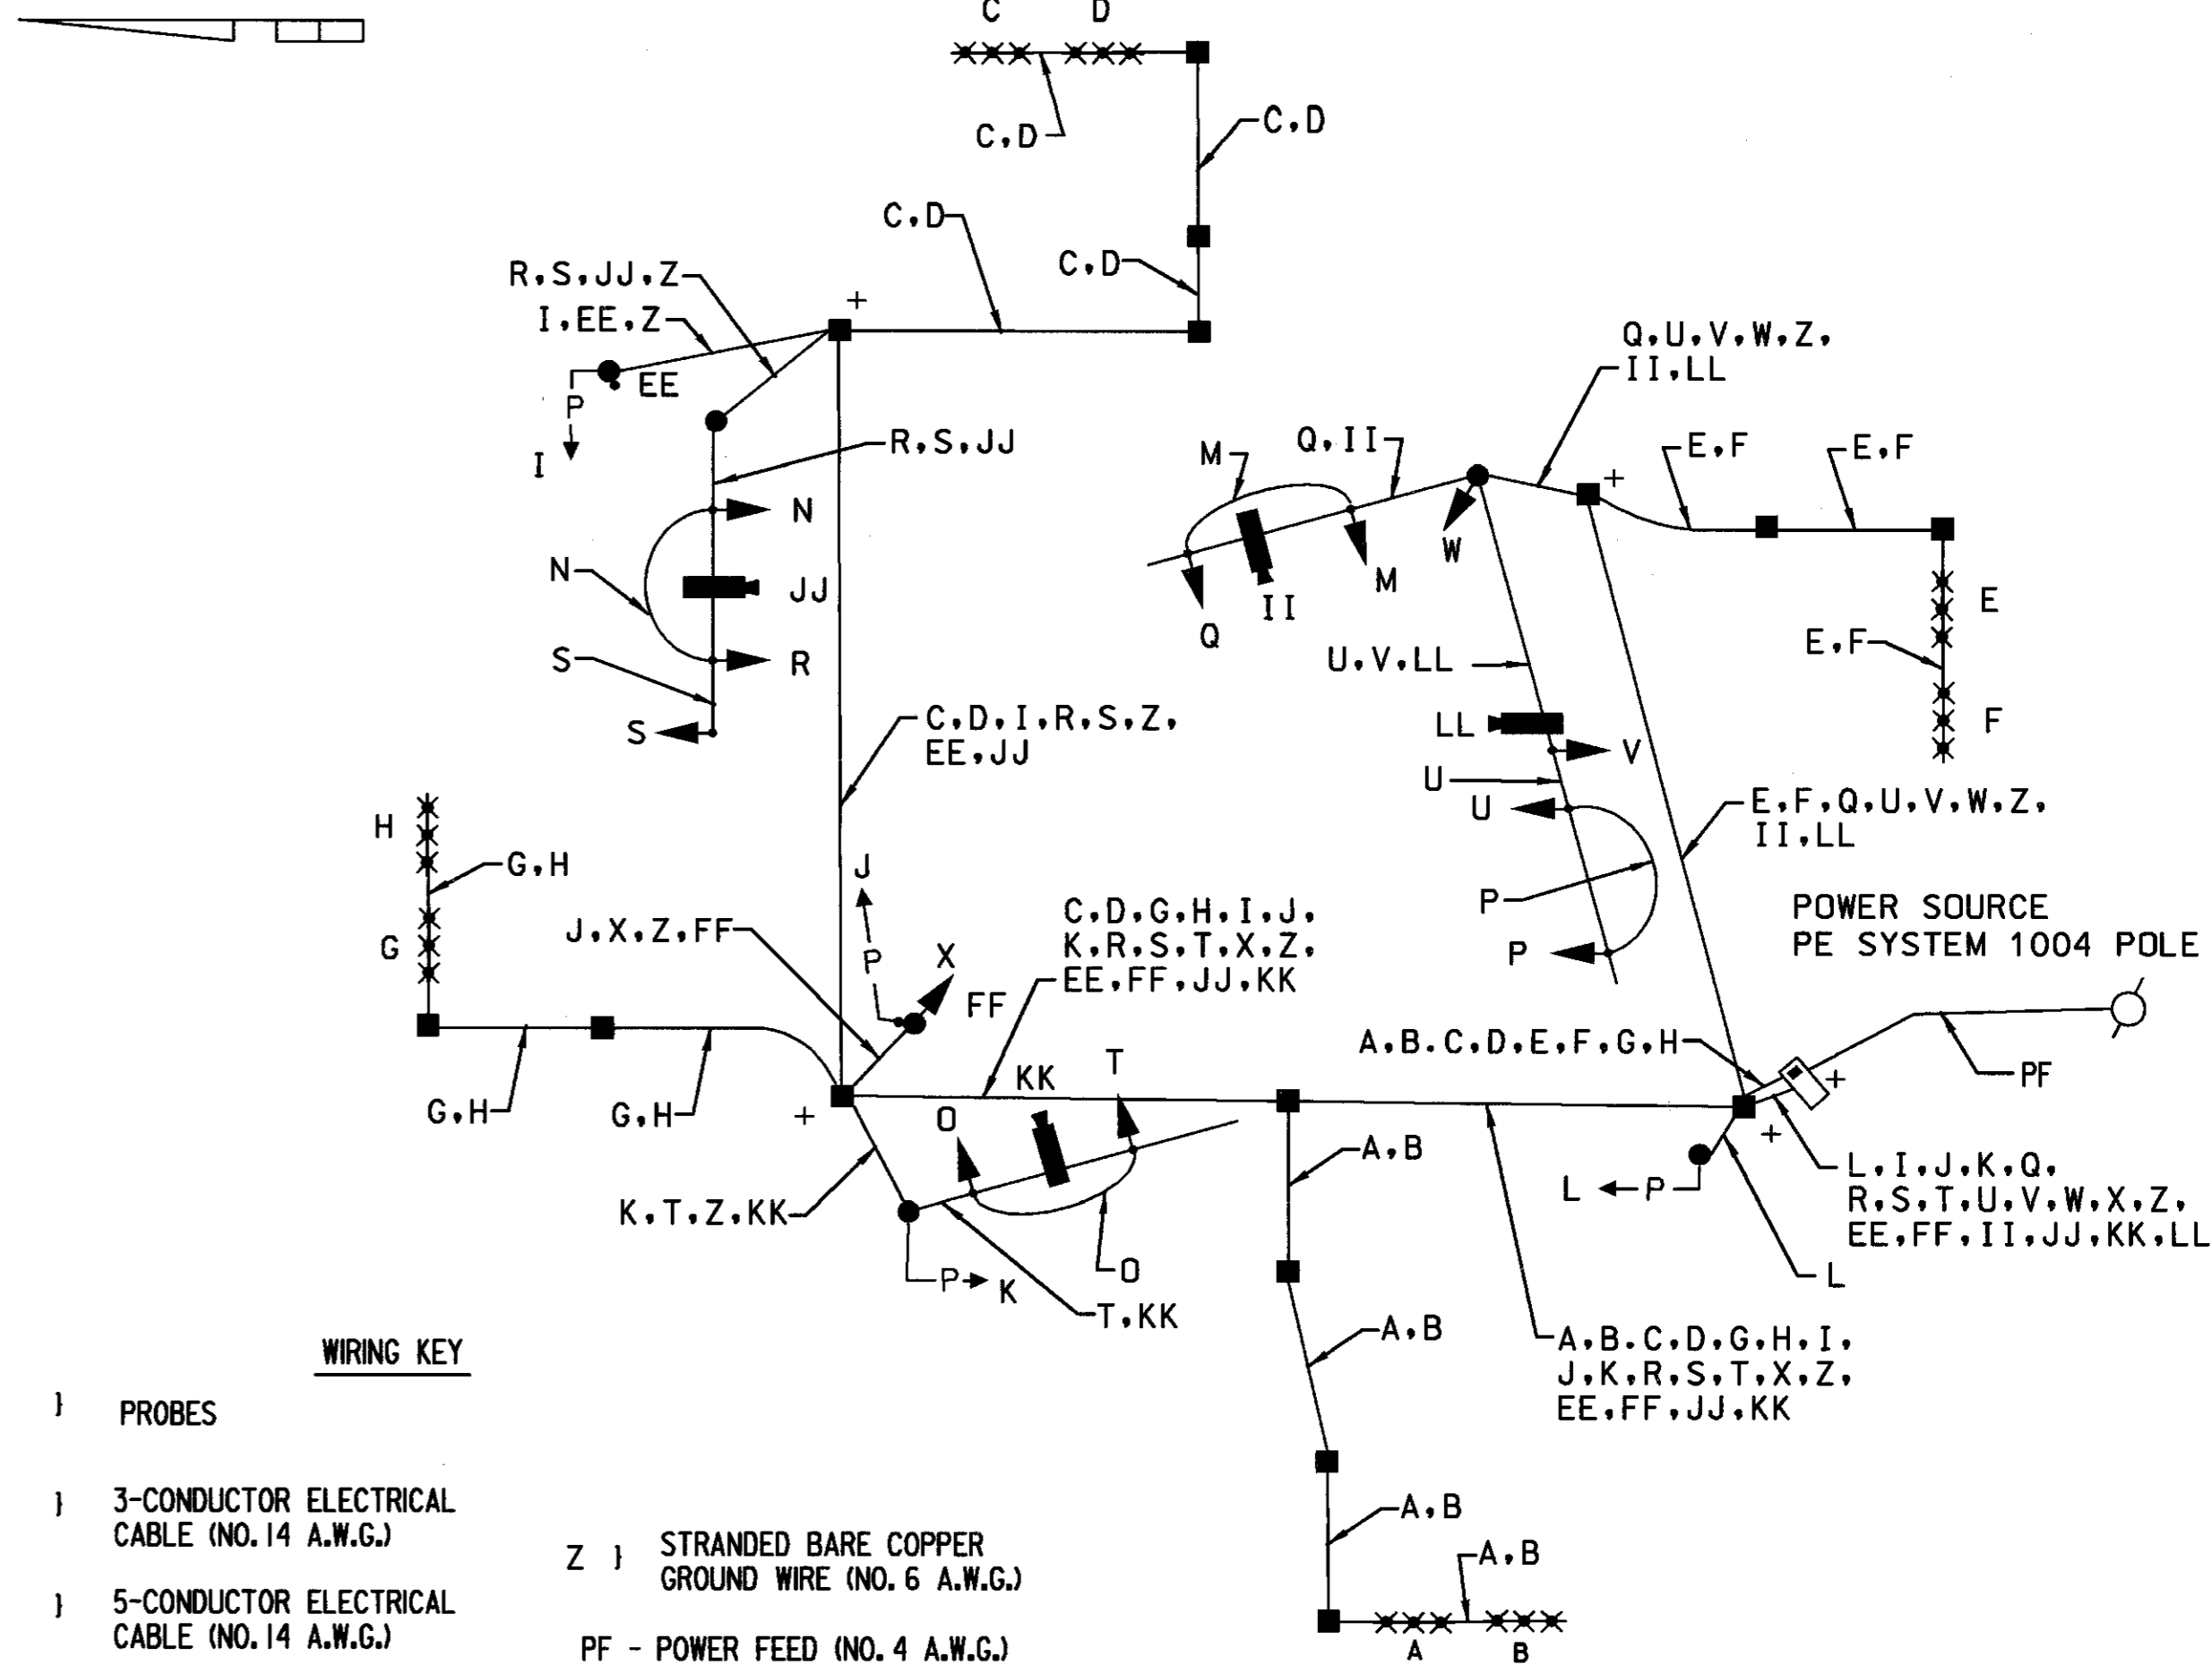 C D
C,D
C,D
C,D
C,D
R,S,JJ,Z
I,EE,Z
+
EE
P
I
R,S,JJ
N
N
JJ
R
S
S
C,D,I,R,S,Z,
EE,JJ
Q,U,V,W,Z,
II,LL
+
E,F
E,F
M
Q,II
W
M
II
Q
E
E,F
F
U,V,LL
LL
V
U
U
P
P
E,F,Q,U,V,W,Z,
II,LL
H
G,H
G
J
P
X
FF
J,X,Z,FF
C,D,G,H,I,J,
K,R,S,T,X,Z,
EE,FF,JJ,KK
POWER SOURCE
PE SYSTEM 1004 POLE
A,B.C,D,E,F,G,H
+
PF
G,H
G,H
+
KK
T
O
A,B
+
L P
L,I,J,K,Q,
R,S,T,U,V,W,X,Z,
EE,FF,II,JJ,KK,LL
L
K,T,Z,KK
P K
O
T,KK
A,B
A,B.C,D,G,H,I,
J,K,R,S,T,X,Z,
EE,FF,JJ,KK
A,B
A,B
A
B
WIRING KEY
} PROBES
} 3-CONDUCTOR ELECTRICAL
CABLE (NO.14 A.W.G.)
} 5-CONDUCTOR ELECTRICAL
CABLE (NO.14 A.W.G.)
Z } STRANDED BARE COPPER
GROUND WIRE (NO.6 A.W.G.)
PF - POWER FEED (NO.4 A.W.G.)